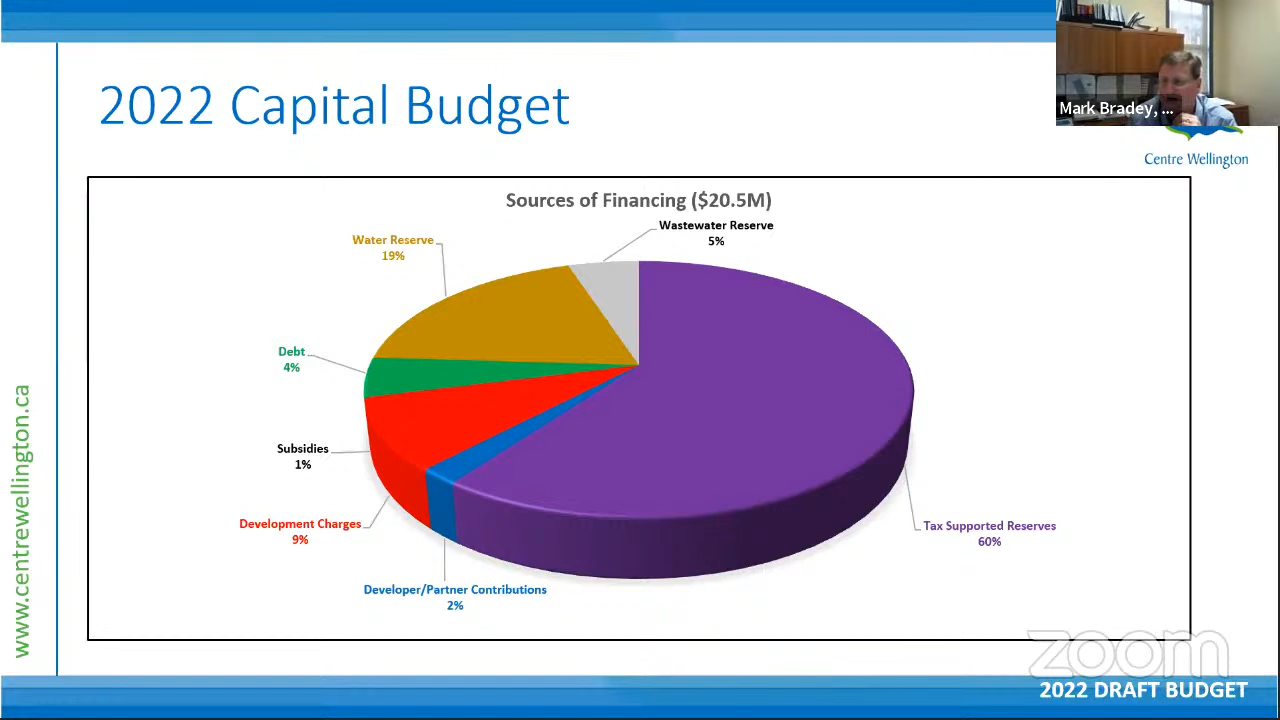 Mark Bradey, ...
2022 Capital Budget
Centre Wellington
www.centrewellington.ca
Sources of Financing ($20.5M)
Wastewater Reserve
5%
Water Reserve
19%
Debt
4%
Subsidies
1%
Development Charges
9%
Tax Supported Reserves
60%
Developer/Partner Contributions
2%
zoom
2022 DRAFT BUDGET